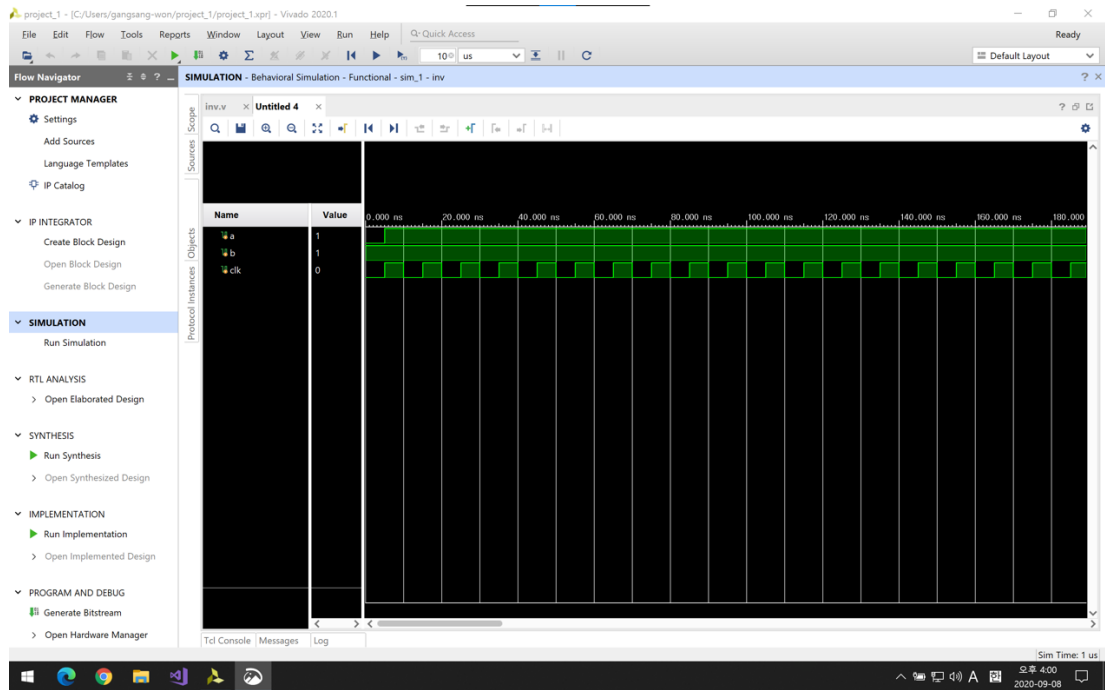 project_1 - [C:/Users/gangsang-won/project_1/project_1.xpr] - Vivado 2020.1
File Edit Flow Tools Reports Window Layout View Run Help Quick Access Ready
10 us Default Layout
Flow Navigator
SIMULATION - Behavioral Simulation - Functional - sim_1 - inv
PROJECT MANAGER
Settings
Add Sources
Language Templates
IP Catalog
IP INTEGRATOR
Create Block Design
Open Block Design
Generate Block Design
SIMULATION
Run Simulation
RTL ANALYSIS
Open Elaborated Design
SYNTHESIS
Run Synthesis
Open Synthesized Design
IMPLEMENTATION
Run Implementation
Open Implemented Design
PROGRAM AND DEBUG
Generate Bitstream
Open Hardware Manager
Scope
Sources
Objects
Protocol Instances
inv.v Untitled 4
Name Value
a 1
b 1
clk 0
0.000 ns 20.000 ns 40.000 ns 60.000 ns 80.000 ns 100.000 ns 120.000 ns 140.000 ns 160.000 ns 180.000
Tcl Console Messages Log
Sim Time: 1 us
A 오후 4:00
2020-09-08